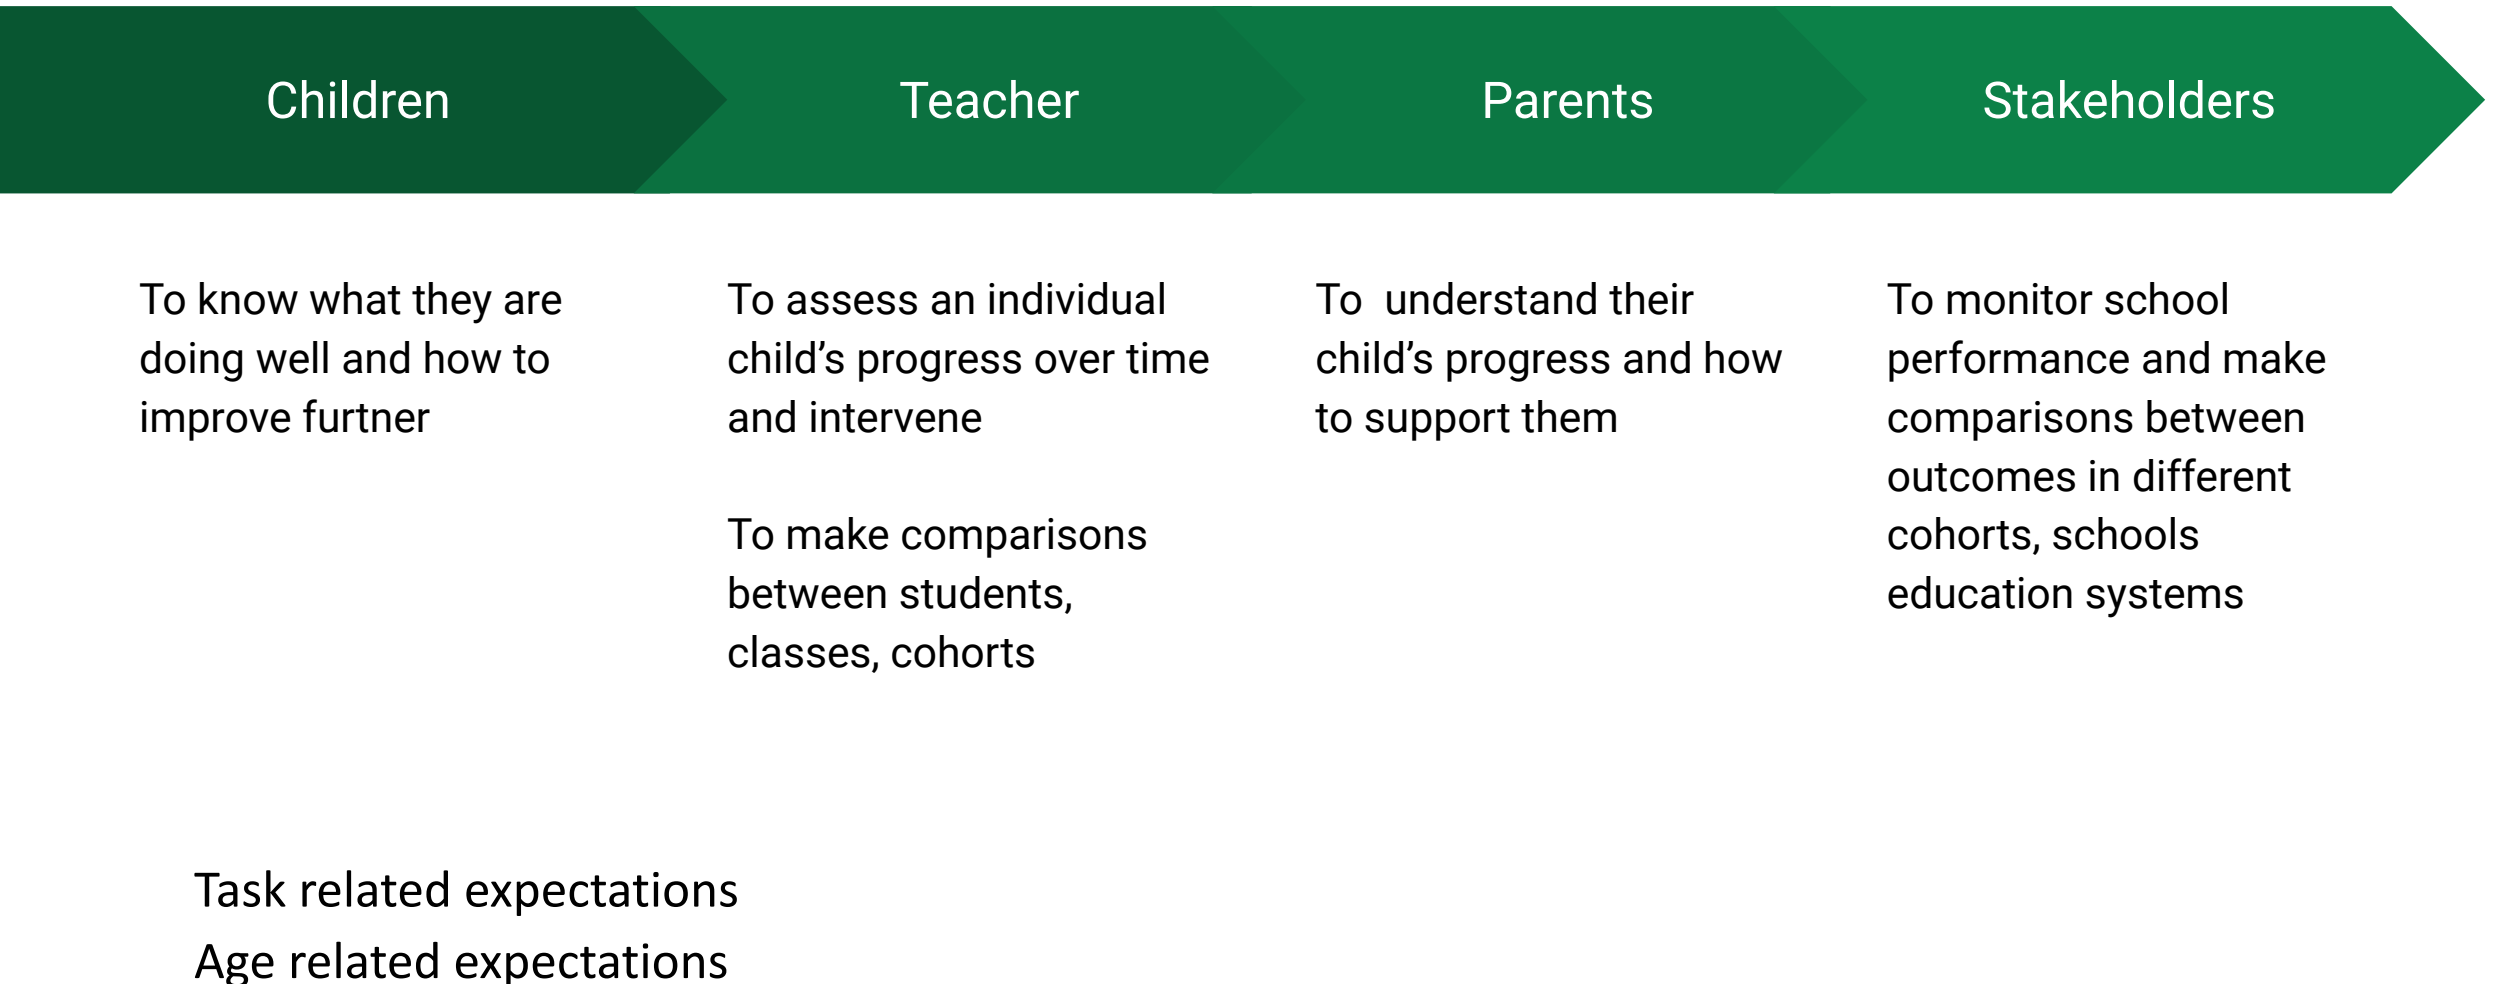 Children
Teacher
Parents
Stakeholders
To know what they are
doing well and how to
improve furtner
To assess an individual
child’s progress over time
and intervene
To make comparisons
between students,
classes, cohorts
To  understand their
child’s progress and how
to support them
To monitor school
performance and make
comparisons between
outcomes in different
cohorts, schools
education systems
Task related expectations
Age related expectations